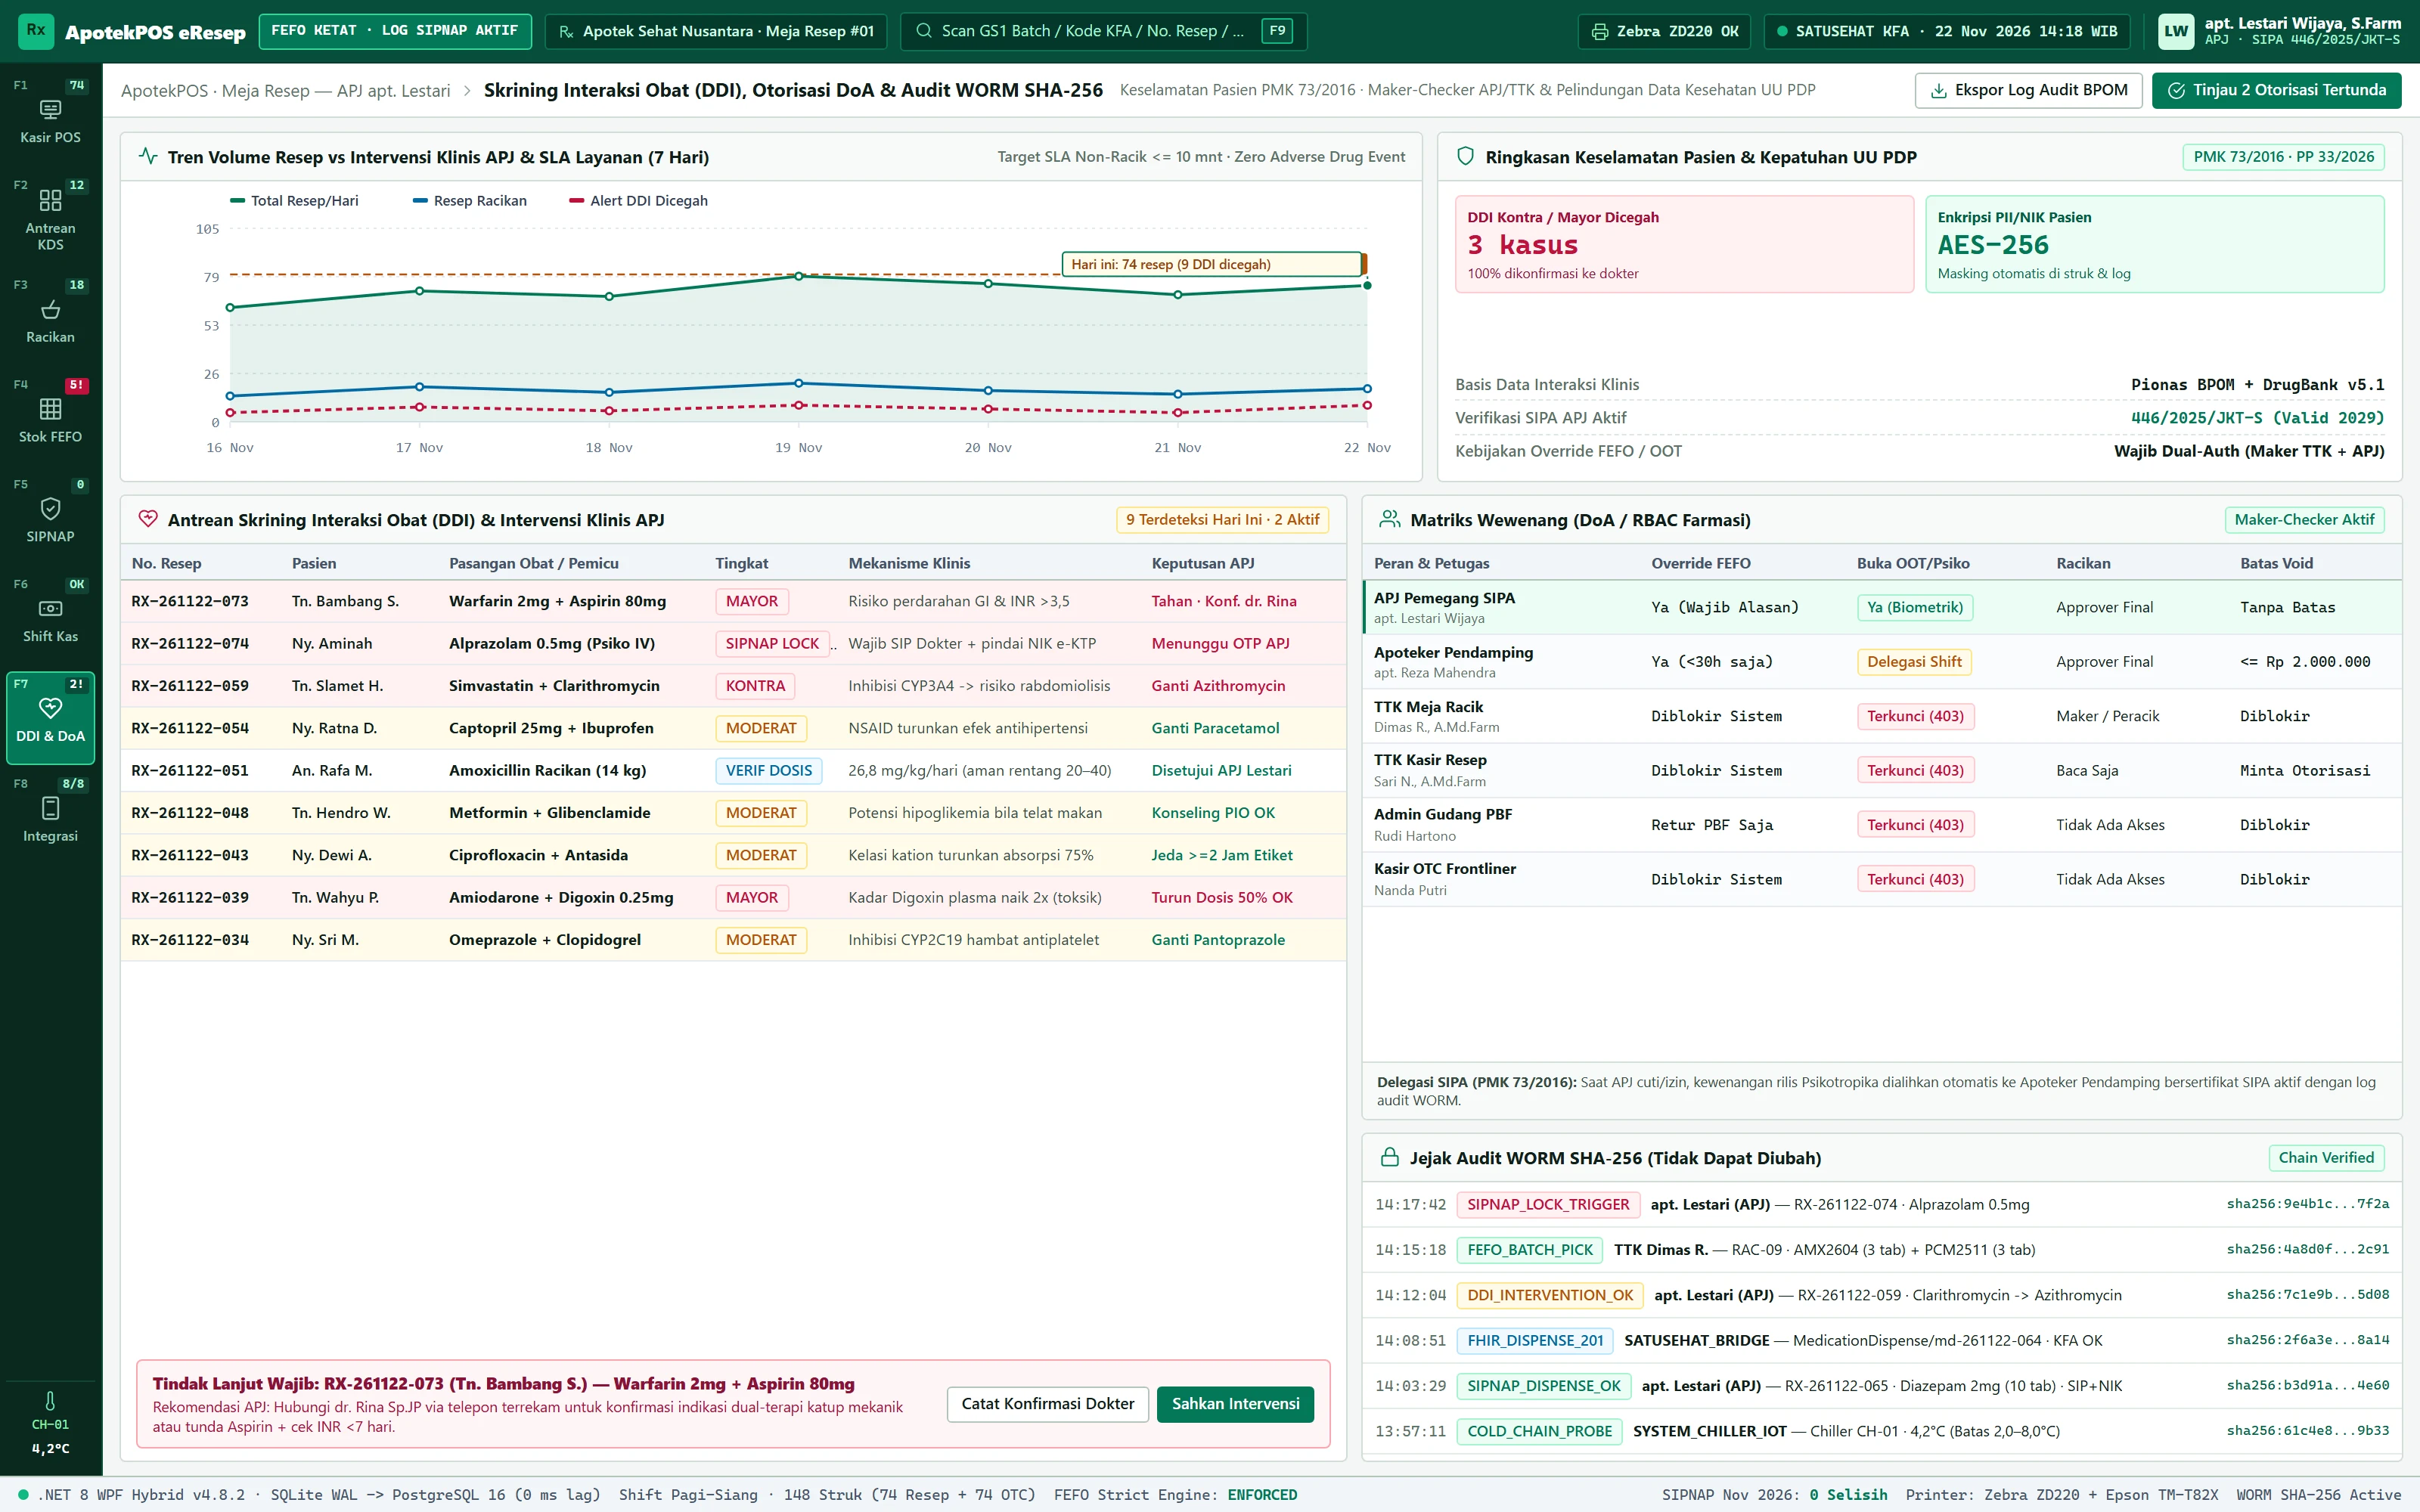 Rx
ApotekPOS eResep
FEFO KETAT · LOG SIPNAP AKTIF
Apotek Sehat Nusantara · Meja Resep #01
Scan GS1 Batch / Kode KFA / No. Resep / ...
F9
Zebra ZD220 OK
SATUSEHAT KFA · 22 Nov 2026 14:18 WIB
LW
apt. Lestari Wijaya, S.Farm
APJ · SIPA 446/2025/JKT-S
F1
74
Kasir POS
F2
12
Antrean
KDS
F3
18
Racikan
F4
5!
Stok FEFO
F5
0
SIPNAP
F6
OK
Shift Kas
F7
2!
DDI & DoA
F8
8/8
Integrasi
CH-01
4,2°C
ApotekPOS · Meja Resep — APJ apt. Lestari
Skrining Interaksi Obat (DDI), Otorisasi DoA & Audit WORM SHA-256
Keselamatan Pasien PMK 73/2016 · Maker-Checker APJ/TTK & Pelindungan Data Kesehatan UU PDP
Ekspor Log Audit BPOM
Tinjau 2 Otorisasi Tertunda
Tren Volume Resep vs Intervensi Klinis APJ & SLA Layanan (7 Hari)
Target SLA Non-Racik <= 10 mnt · Zero Adverse Drug Event
Total Resep/Hari
Resep Racikan
Alert DDI Dicegah
105
79
53
26
0
Hari ini: 74 resep (9 DDI dicegah)
16 Nov
17 Nov
18 Nov
19 Nov
20 Nov
21 Nov
22 Nov
Ringkasan Keselamatan Pasien & Kepatuhan UU PDP
PMK 73/2016 · PP 33/2026
DDI Kontra / Mayor Dicegah
3 kasus
100% dikonfirmasi ke dokter
Enkripsi PII/NIK Pasien
AES-256
Masking otomatis di struk & log
Basis Data Interaksi Klinis
Pionas BPOM + DrugBank v5.1
Verifikasi SIPA APJ Aktif
446/2025/JKT-S (Valid 2029)
Kebijakan Override FEFO / OOT
Wajib Dual-Auth (Maker TTK + APJ)
Antrean Skrining Interaksi Obat (DDI) & Intervensi Klinis APJ
9 Terdeteksi Hari Ini · 2 Aktif
No. Resep Pasien Pasangan Obat / Pemicu Tingkat Mekanisme Klinis Keputusan APJ
RX-261122-073 Tn. Bambang S. Warfarin 2mg + Aspirin 80mg MAYOR Risiko perdarahan GI & INR >3,5 Tahan · Konf. dr. Rina
RX-261122-074 Ny. Aminah Alprazolam 0.5mg (Psiko IV) SIPNAP LOCK .. Wajib SIP Dokter + pindai NIK e-KTP Menunggu OTP APJ
RX-261122-059 Tn. Slamet H. Simvastatin + Clarithromycin KONTRA Inhibisi CYP3A4 -> risiko rabdomiolisis Ganti Azithromycin
RX-261122-054 Ny. Ratna D. Captopril 25mg + Ibuprofen MODERAT NSAID turunkan efek antihipertensi Ganti Paracetamol
RX-261122-051 An. Rafa M. Amoxicillin Racikan (14 kg) VERIF DOSIS 26,8 mg/kg/hari (aman rentang 20–40) Disetujui APJ Lestari
RX-261122-048 Tn. Hendro W. Metformin + Glibenclamide MODERAT Potensi hipoglikemia bila telat makan Konseling PIO OK
RX-261122-043 Ny. Dewi A. Ciprofloxacin + Antasida MODERAT Kelasi kation turunkan absorpsi 75% Jeda >=2 Jam Etiket
RX-261122-039 Tn. Wahyu P. Amiodarone + Digoxin 0.25mg MAYOR Kadar Digoxin plasma naik 2x (toksik) Turun Dosis 50% OK
RX-261122-034 Ny. Sri M. Omeprazole + Clopidogrel MODERAT Inhibisi CYP2C19 hambat antiplatelet Ganti Pantoprazole
Tindak Lanjut Wajib: RX-261122-073 (Tn. Bambang S.) — Warfarin 2mg + Aspirin 80mg
Rekomendasi APJ: Hubungi dr. Rina Sp.JP via telepon terrekam untuk konfirmasi indikasi dual-terapi katup mekanik
atau tunda Aspirin + cek INR <7 hari.
Catat Konfirmasi Dokter
Sahkan Intervensi
Matriks Wewenang (DoA / RBAC Farmasi)
Maker-Checker Aktif
Peran & Petugas Override FEFO Buka OOT/Psiko Racikan Batas Void
APJ Pemegang SIPA
apt. Lestari Wijaya
Ya (Wajib Alasan) Ya (Biometrik) Approver Final Tanpa Batas
Apoteker Pendamping
apt. Reza Mahendra
Ya (<30h saja) Delegasi Shift Approver Final <= Rp 2.000.000
TTK Meja Racik
Dimas R., A.Md.Farm
Diblokir Sistem Terkunci (403) Maker / Peracik Diblokir
TTK Kasir Resep
Sari N., A.Md.Farm
Diblokir Sistem Terkunci (403) Baca Saja Minta Otorisasi
Admin Gudang PBF
Rudi Hartono
Retur PBF Saja Terkunci (403) Tidak Ada Akses Diblokir
Kasir OTC Frontliner
Nanda Putri
Diblokir Sistem Terkunci (403) Tidak Ada Akses Diblokir
Delegasi SIPA (PMK 73/2016): Saat APJ cuti/izin, kewenangan rilis Psikotropika dialihkan otomatis ke Apoteker Pendamping bersertifikat SIPA aktif dengan log
audit WORM.
Jejak Audit WORM SHA-256 (Tidak Dapat Diubah)
Chain Verified
14:17:42 SIPNAP_LOCK_TRIGGER apt. Lestari (APJ) — RX-261122-074 · Alprazolam 0.5mg sha256:9e4b1c...7f2a
14:15:18 FEFO_BATCH_PICK TTK Dimas R. — RAC-09 · AMX2604 (3 tab) + PCM2511 (3 tab) sha256:4a8d0f...2c91
14:12:04 DDI_INTERVENTION_OK apt. Lestari (APJ) — RX-261122-059 · Clarithromycin -> Azithromycin sha256:7c1e9b...5d08
14:08:51 FHIR_DISPENSE_201 SATUSEHAT_BRIDGE — MedicationDispense/md-261122-064 · KFA OK sha256:2f6a3e...8a14
14:03:29 SIPNAP_DISPENSE_OK apt. Lestari (APJ) — RX-261122-065 · Diazepam 2mg (10 tab) · SIP+NIK sha256:b3d91a...4e60
13:57:11 COLD_CHAIN_PROBE SYSTEM_CHILLER_IOT — Chiller CH-01 · 4,2°C (Batas 2,0–8,0°C) sha256:61c4e8...9b33
.NET 8 WPF Hybrid v4.8.2 · SQLite WAL -> PostgreSQL 16 (0 ms lag) Shift Pagi-Siang · 148 Struk (74 Resep + 74 OTC) FEFO Strict Engine: ENFORCED
SIPNAP Nov 2026: 0 Selisih Printer: Zebra ZD220 + Epson TM-T82X WORM SHA-256 Active